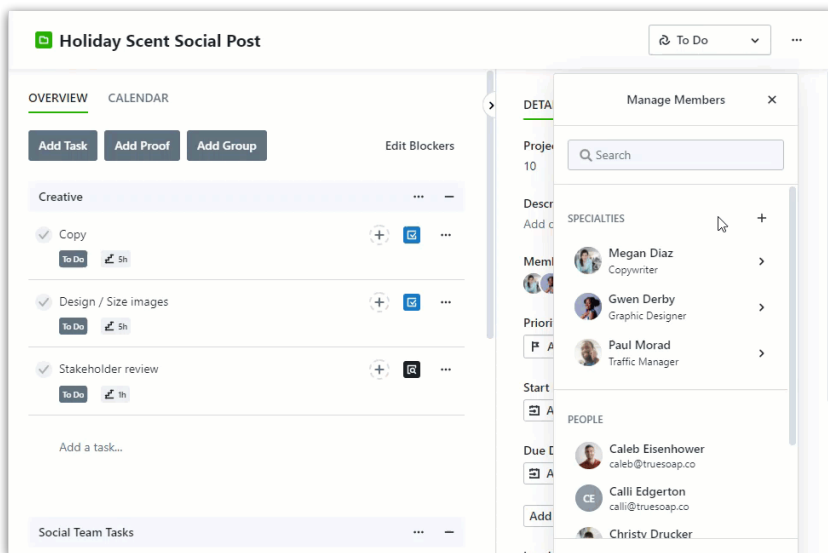 Holiday Scent Social Post
To Do
OVERVIEW CALENDAR
Add Task Add Proof Add Group Edit Blockers
Creative
Copy
To Do 5h
Design / Size images
To Do 5h
Stakeholder review
To Do 1h
Add a task...
Social Team Tasks
DETA
Projec
10
Descr
Add d
Memb
Priori
A
Start
A
Due D
A
Add
Manage Members
Search
SPECIALTIES
Megan Diaz
Copywriter
Gwen Derby
Graphic Designer
Paul Morad
Traffic Manager
PEOPLE
Caleb Eisenhower
caleb@truesoap.co
CE
Calli Edgerton
calli@truesoap.co
Christy Drucker